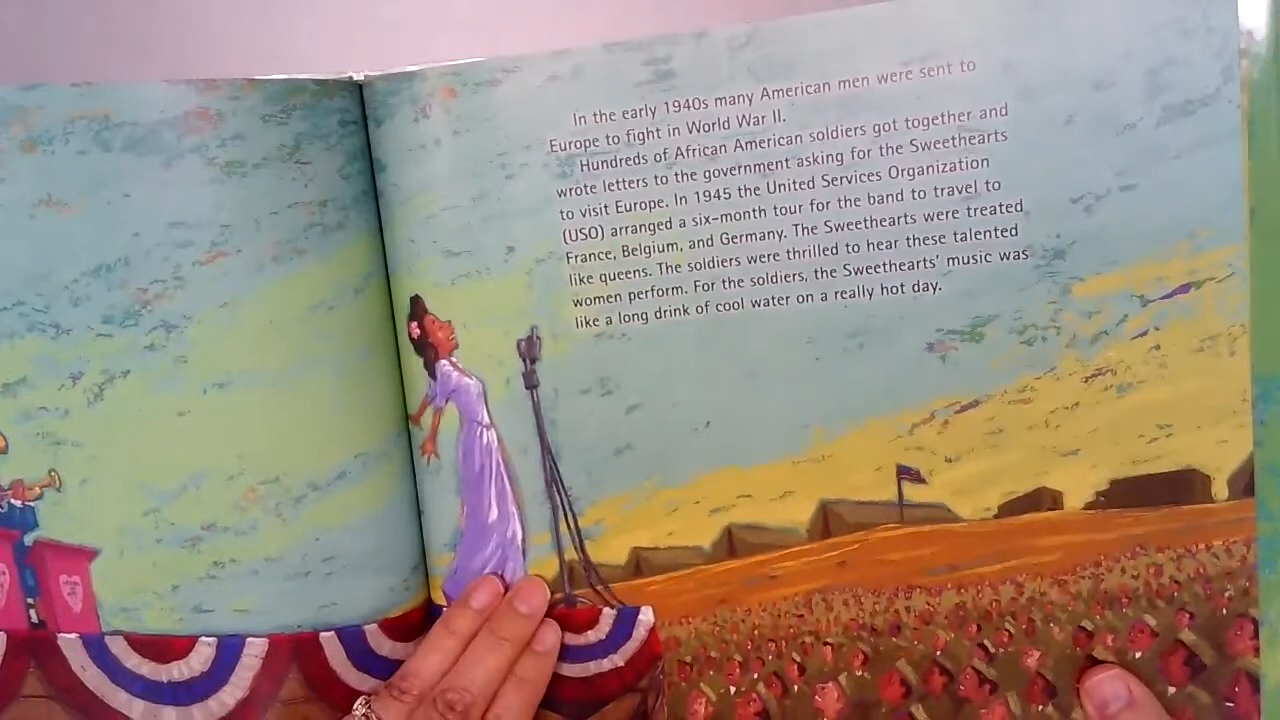 In the early 1940s many American men were sent to
Europe to fight in World War II.
Hundreds of African American soldiers got together and
wrote letters to the government asking for the Sweethearts
to visit Europe. In 1945 the United Services Organization
(USO) arranged a six-month tour for the band to travel to
France, Belgium, and Germany. The Sweethearts were treated
like queens. The soldiers were thrilled to hear these talented
women perform. For the soldiers, the Sweethearts' music was
like a long drink of cool water on a really hot day.